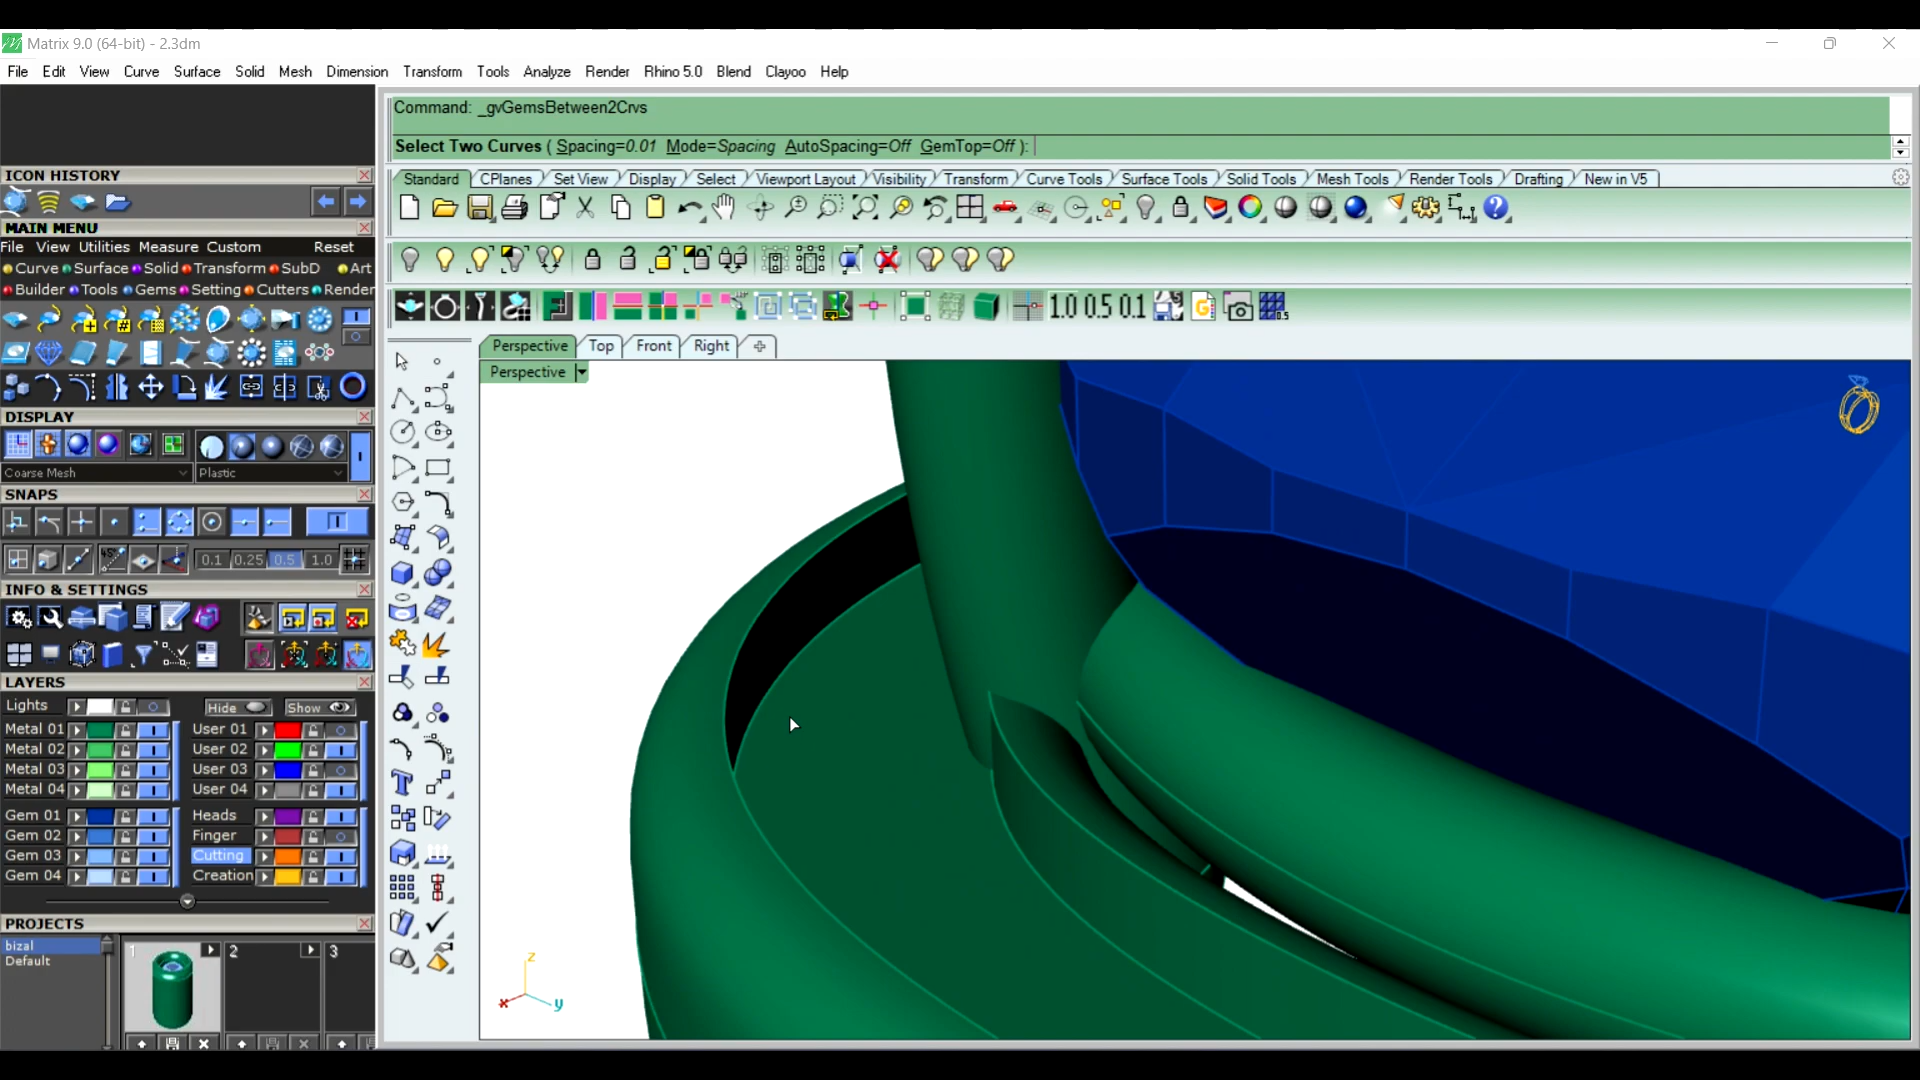 Matrix 9.0 (64-bit) - 2.3dm
File Edit View Curve Surface Solid Mesh Dimension Transform Tools Analyze Render Rhino 5.0 Blend Clayoo Help
Command: _gvGemsBetween2Crvs
Select Two Curves ( Spacing=0.01 Mode=Spacing AutoSpacing=Off GemTop=Off ):
Standard CPlanes Set View Display Select Viewport Layout Visibility Transform Curve Tools Surface Tools Solid Tools Mesh Tools Render Tools Drafting New in V5
1.0 0.5 0.1
0.5
Perspective Top Front Right
Perspective
ICON HISTORY
MAIN MENU
File View Utilities Measure Custom Reset
Curve Surface Solid Transform SubD Art
Builder Tools Gems Setting Cutters Render
DISPLAY
Coarse Mesh Plastic
SNAPS
45°
0.1 0.25 0.5 1.0
INFO & SETTINGS
LAYERS
Lights Hide Show
Metal 01 User 01
Metal 02 User 02
Metal 03 User 03
Metal 04 User 04
Gem 01 Heads
Gem 02 Finger
Gem 03 Cutting
Gem 04 Creation
PROJECTS
bizal
Default
1 2 3
z
x y